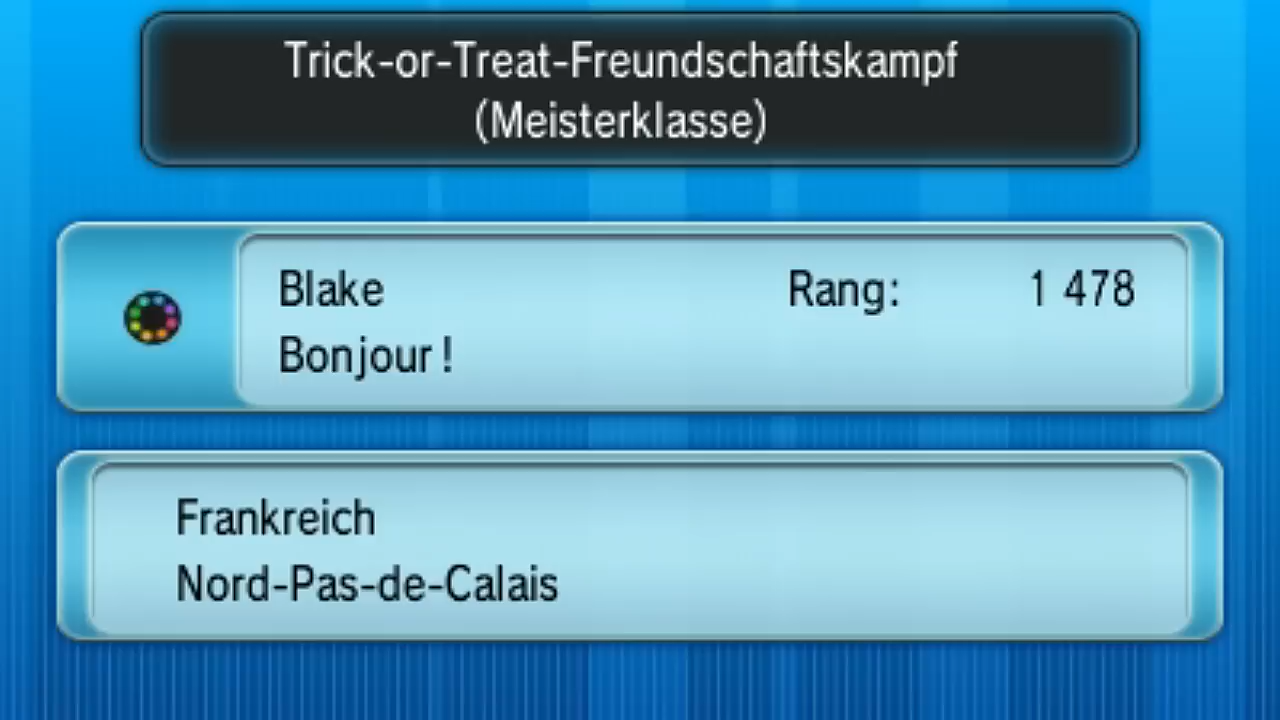 Trick-or-Treat-Freundschaftskampf
(Meisterklasse)
Blake Rang: 1 478
Bonjour !
Frankreich
Nord-Pas-de-Calais